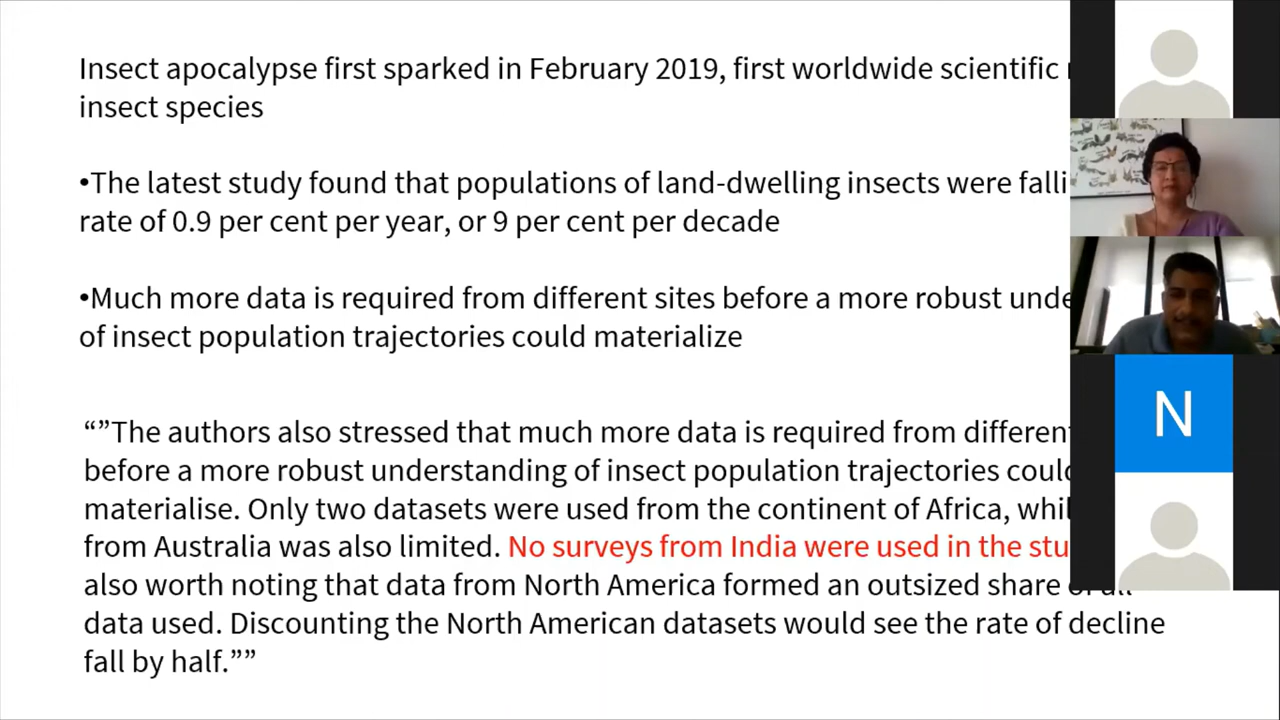 Insect apocalypse first sparked in February 2019, first worldwide scientific
insect species
•The latest study found that populations of land-dwelling insects were falli
rate of 0.9 per cent per year, or 9 per cent per decade
•Much more data is required from different sites before a more robust unde
of insect population trajectories could materialize
“”The authors also stressed that much more data is required from different
before a more robust understanding of insect population trajectories could
materialise. Only two datasets were used from the continent of Africa, whil
from Australia was also limited. No surveys from India were used in the stu
also worth noting that data from North America formed an outsized share of all
data used. Discounting the North American datasets would see the rate of decline
fall by half.””
N